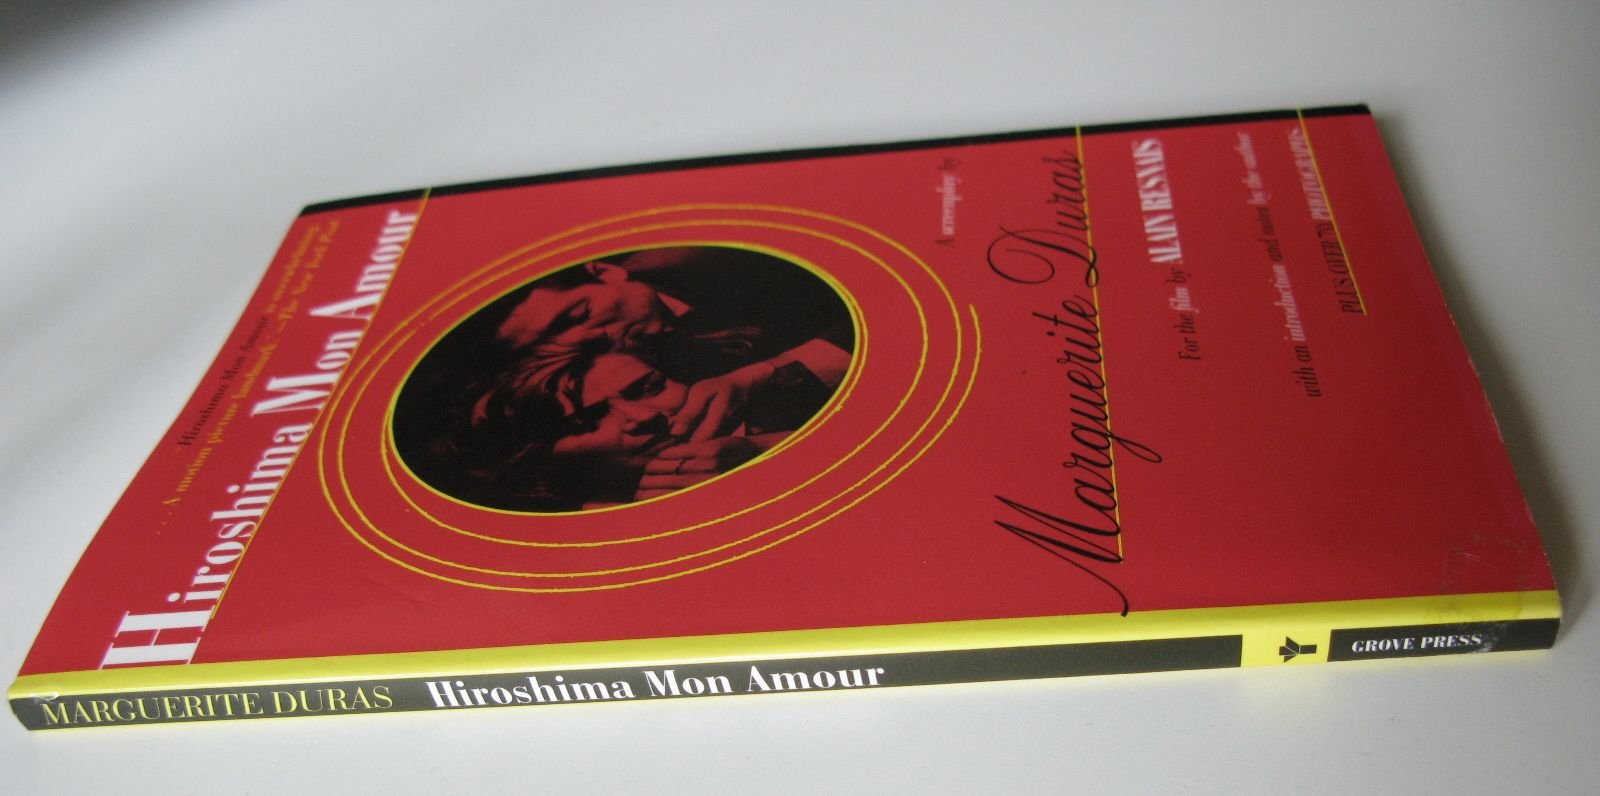 "Hiroshima Mon Amour is overwhelming.
. . . A motion picture landmark." —The New York Post
Hiroshima Mon Amour
A screenplay by
Marguerite Duras
For the film by ALAIN RESNAIS
with an introduction and notes by the author
PLUS OVER 70 PHOTOGRAPHS
MARGUERITE DURAS Hiroshima Mon Amour GROVE PRESS